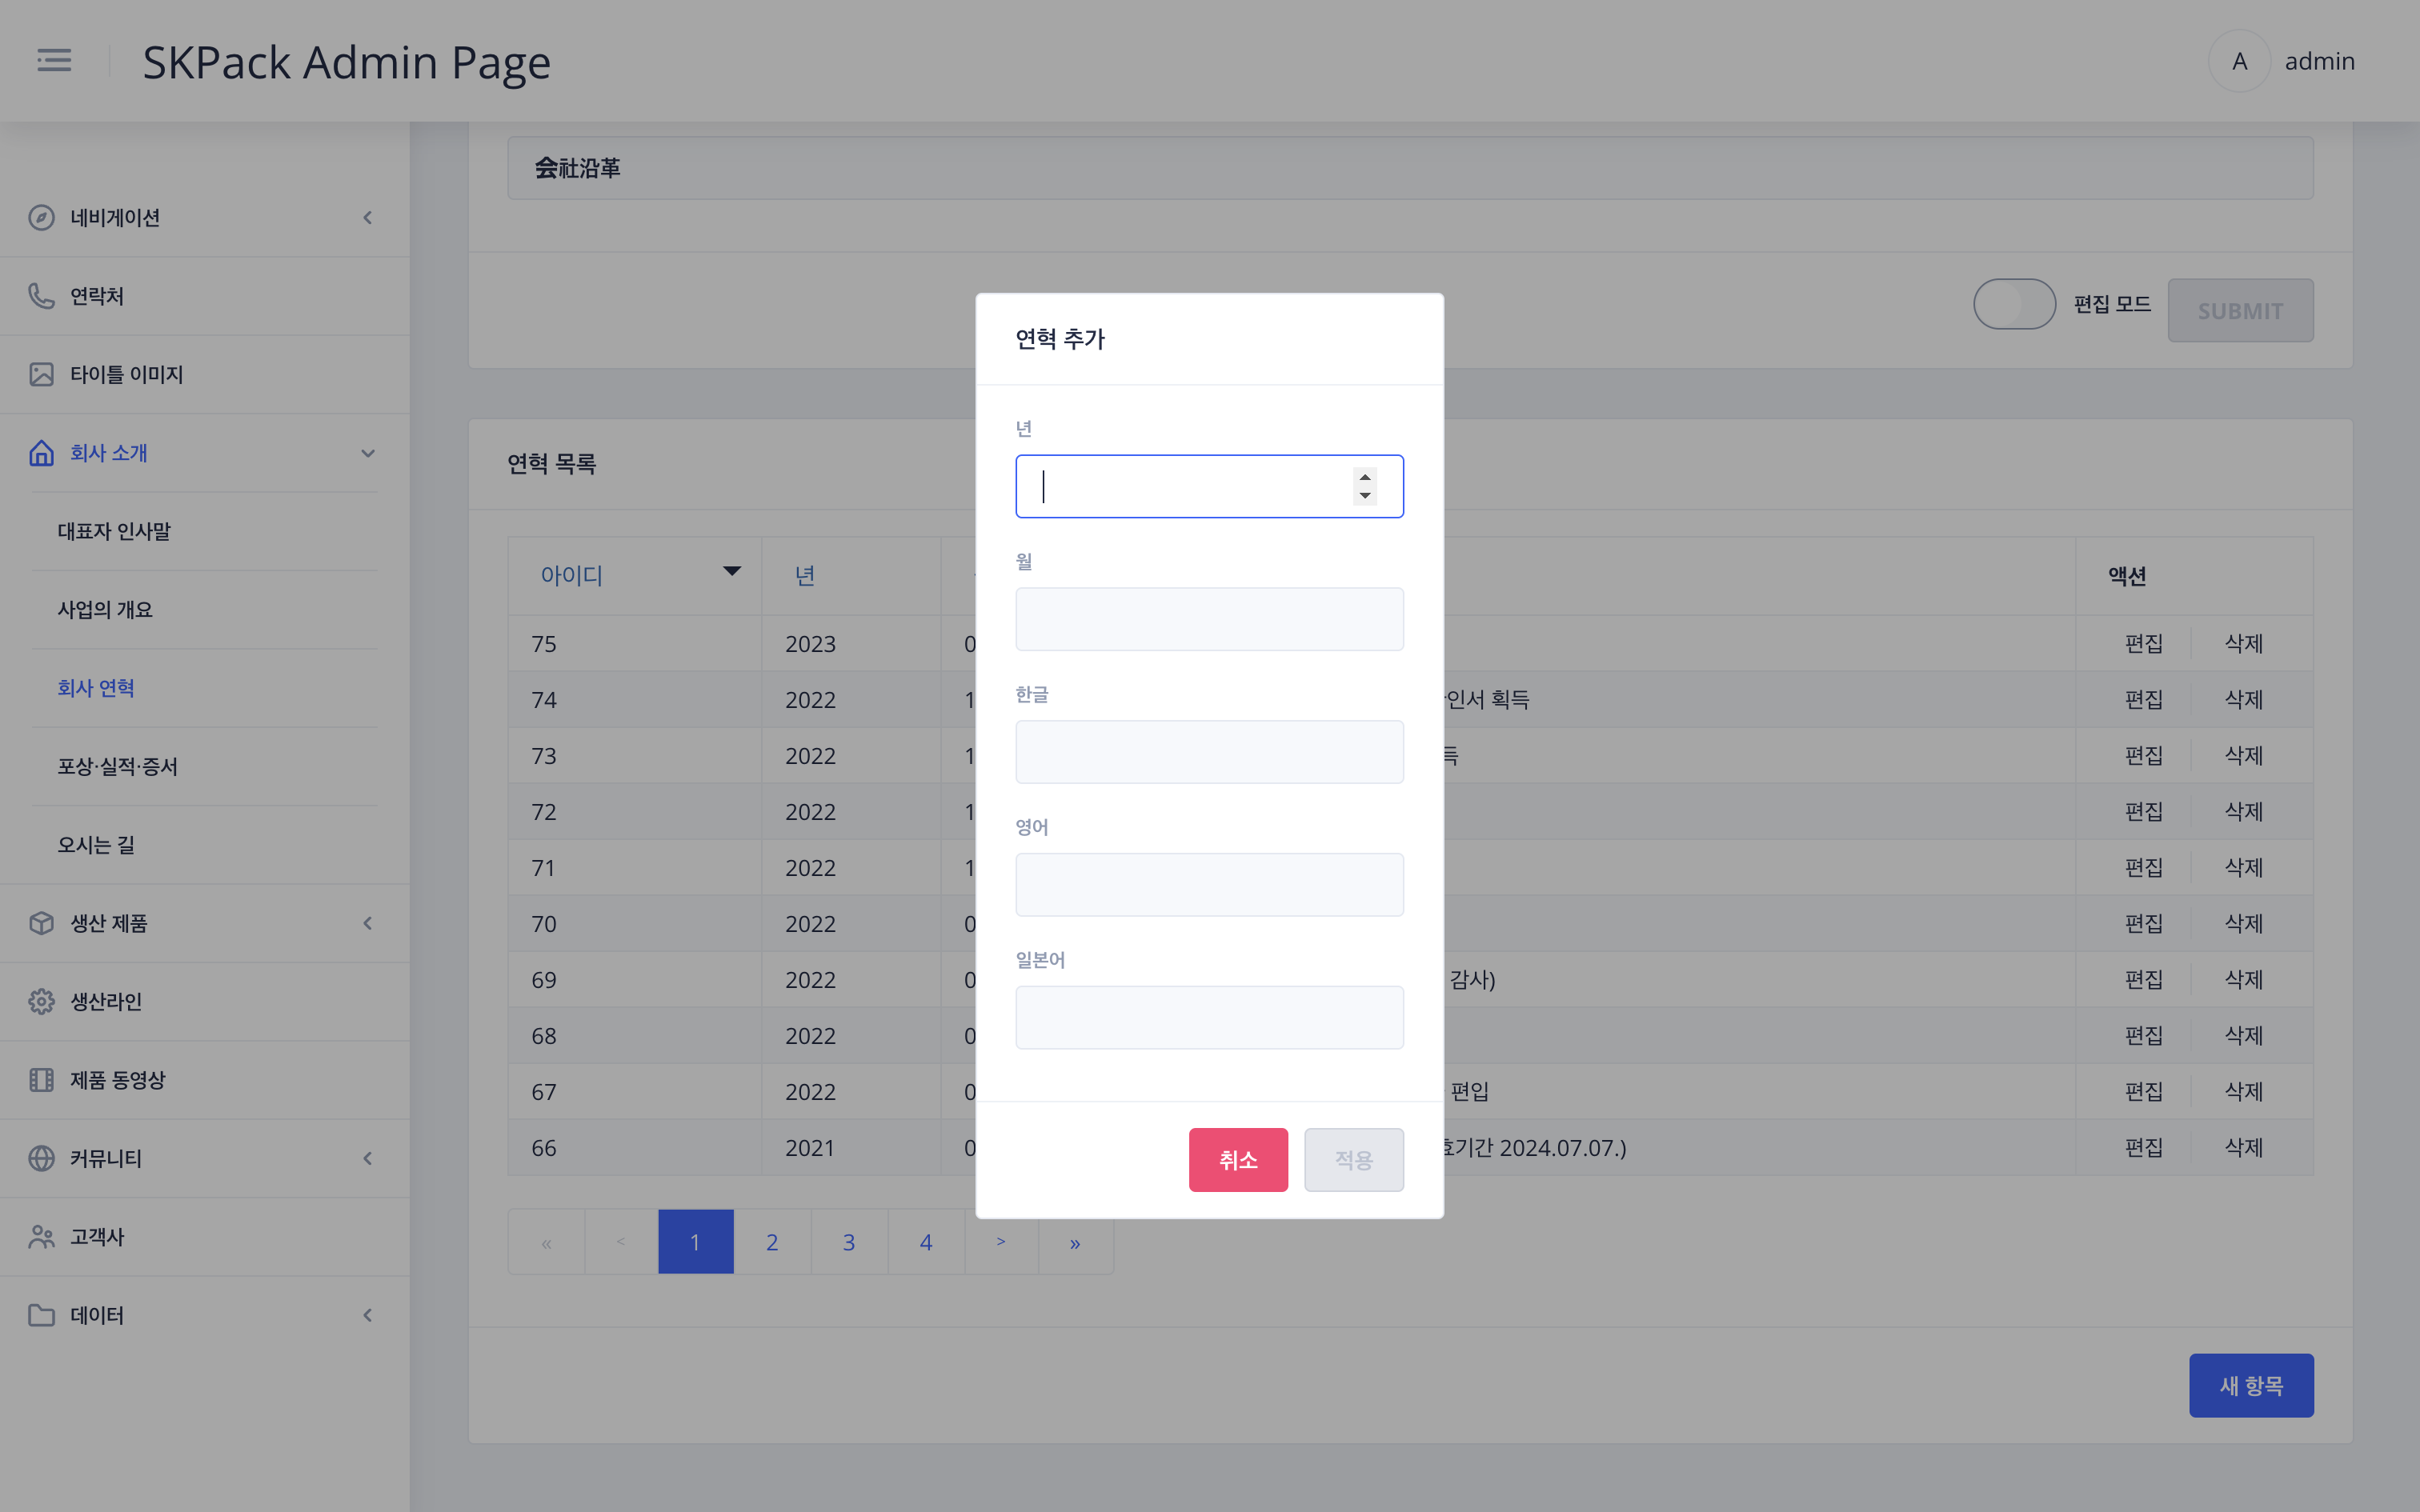 SKPack Admin Page
A admin
네비게이션
연락처
타이틀 이미지
회사 소개
대표자 인사말
사업의 개요
회사 연혁
포상·실적·증서
오시는 길
생산 제품
생산라인
제품 동영상
커뮤니티
고객사
데이터
会社沿革
편집 모드 SUBMIT
연혁 목록
아이디 년 액션
75 2023 0 편집 삭제
74 2022 1 인서 획득 편집 삭제
73 2022 1 득 편집 삭제
72 2022 1 편집 삭제
71 2022 1 편집 삭제
70 2022 0 편집 삭제
69 2022 0 감사) 편집 삭제
68 2022 0 편집 삭제
67 2022 0 편입 편집 삭제
66 2021 0 기간 2024.07.07.) 편집 삭제
« < 1 2 3 4 > »
새 항목
연혁 추가
년
월
한글
영어
일본어
취소 적용